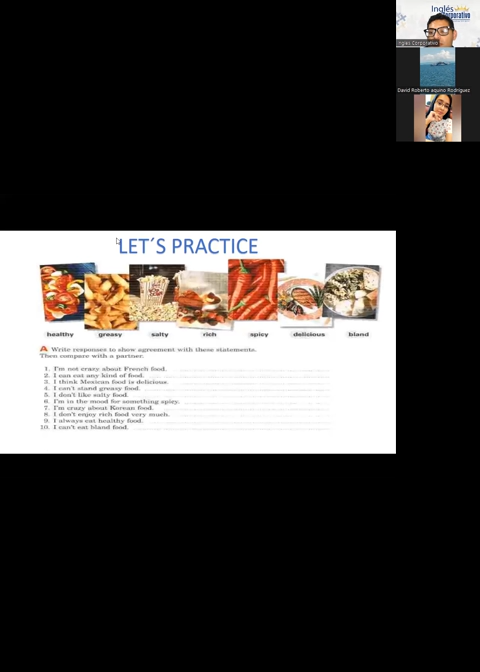 Inglés
Corporativo
Inglés Corporativo
David Roberto aquino Rodríguez
LET´S PRACTICE
healthy greasy salty rich spicy delicious bland
A Write responses to show agreement with these statements.
Then compare with a partner.
1. I'm not crazy about French food.
2. I can eat any kind of food.
3. I think Mexican food is delicious.
4. I can't stand greasy food.
5. I don't like salty food.
6. I'm in the mood for something spicy.
7. I'm crazy about Korean food.
8. I don't enjoy rich food very much.
9. I always eat healthy food.
10. I can't eat bland food.